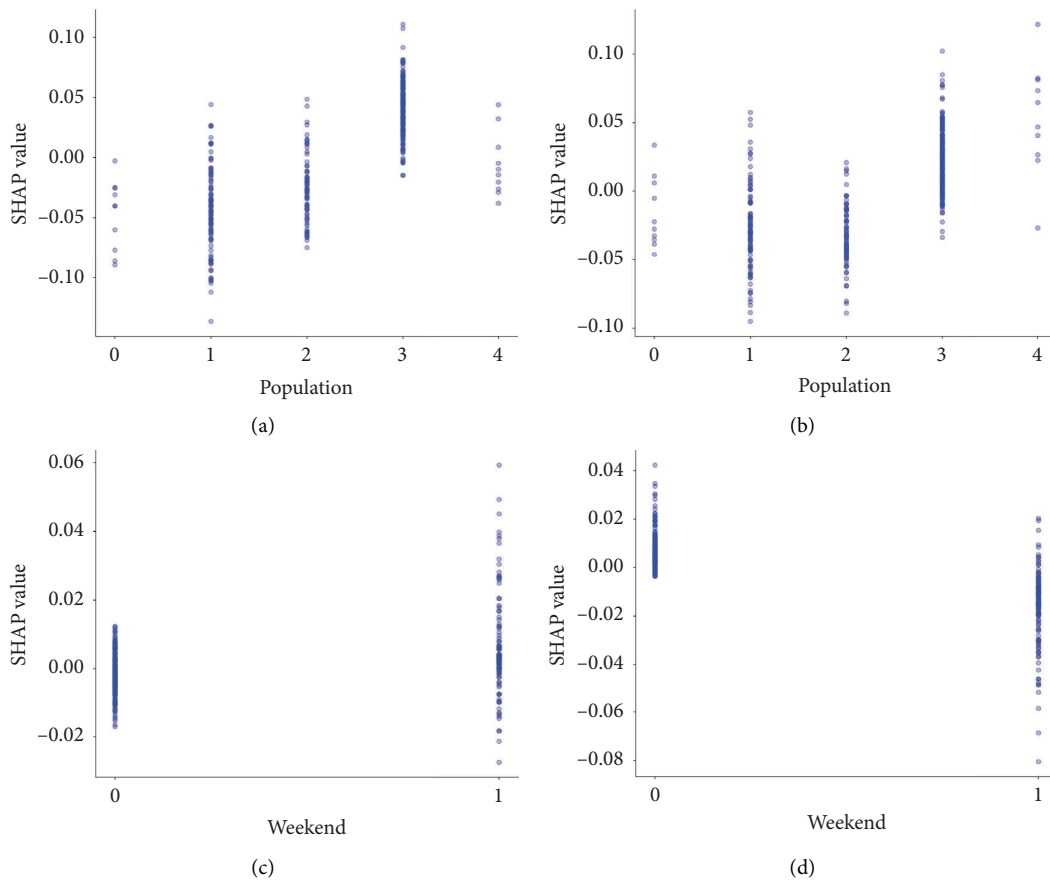 0.10
0.05
0.00
−0.05
−0.10
SHAP value
0 1 2 3 4
Population
(a)
0.10
0.05
0.00
−0.05
−0.10
SHAP value
0 1 2 3 4
Population
(b)
0.06
0.04
0.02
0.00
−0.02
SHAP value
0 1
Weekend
(c)
0.04
0.02
0.00
−0.02
−0.04
−0.06
−0.08
SHAP value
0 1
Weekend
(d)